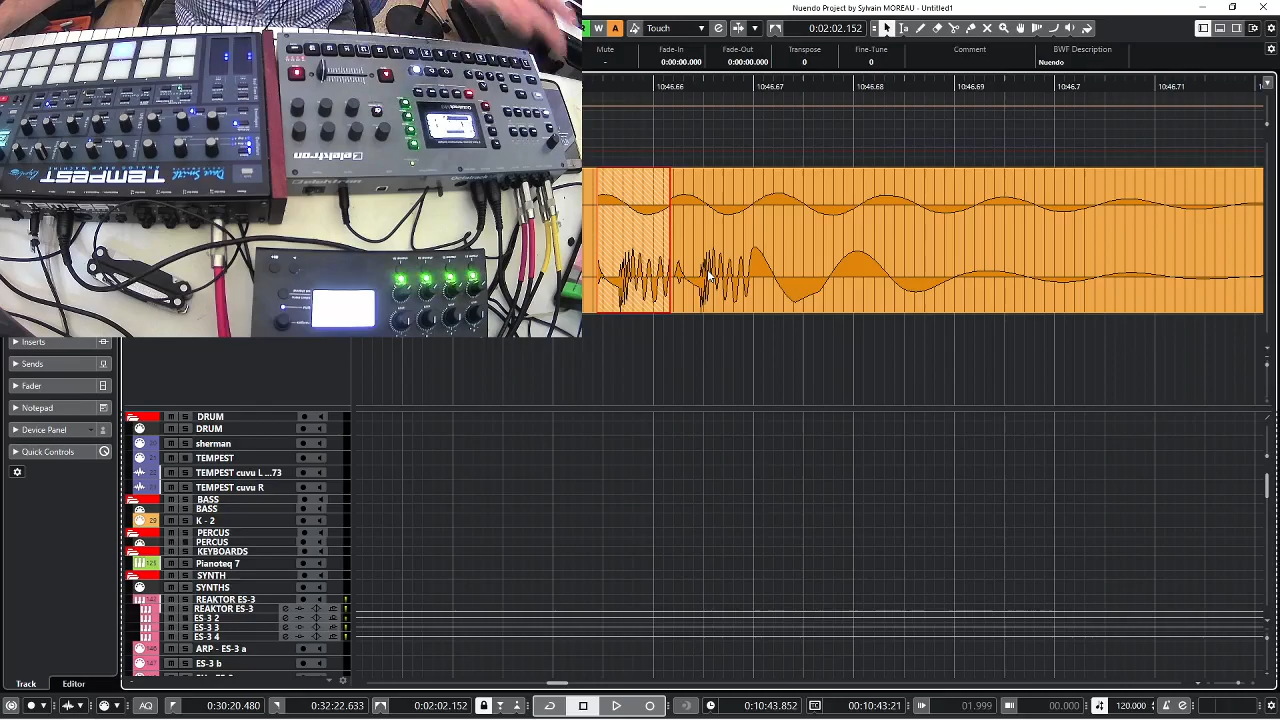 Nuendo Project by Sylvain MOREAU - Untitled1
W A Touch 0:02:02.152
Mute Fade-In Fade-Out Transpose Fine-Tune Comment BWF Description
- 0:00:00.000 0:00:00.000 0 0 Nuendo
10:46.66 10:46.67 10:46.68 10:46.69 10:46.7 10:46.71
TEMPEST
elektron
Inserts
Sends
Fader
Notepad
Device Panel
Quick Controls
DRUM
DRUM
sherman
TEMPEST
TEMPEST cuvu L ...73
TEMPEST cuvu R
BASS
BASS
29 K - 2
PERCUS
PERCUS
KEYBOARDS
Pianoteq 7
SYNTH
SYNTHS
REAKTOR ES-3
REAKTOR ES-3
ES-3 2
ES-3 3
ES-3 4
ARP - ES-3 a
ES-3 b
Track Editor
AQ 0:30:20.480 0:32:22.633 0:02:02.152 0:10:43.852 00:10:43:21 01.999 00.000 120.000